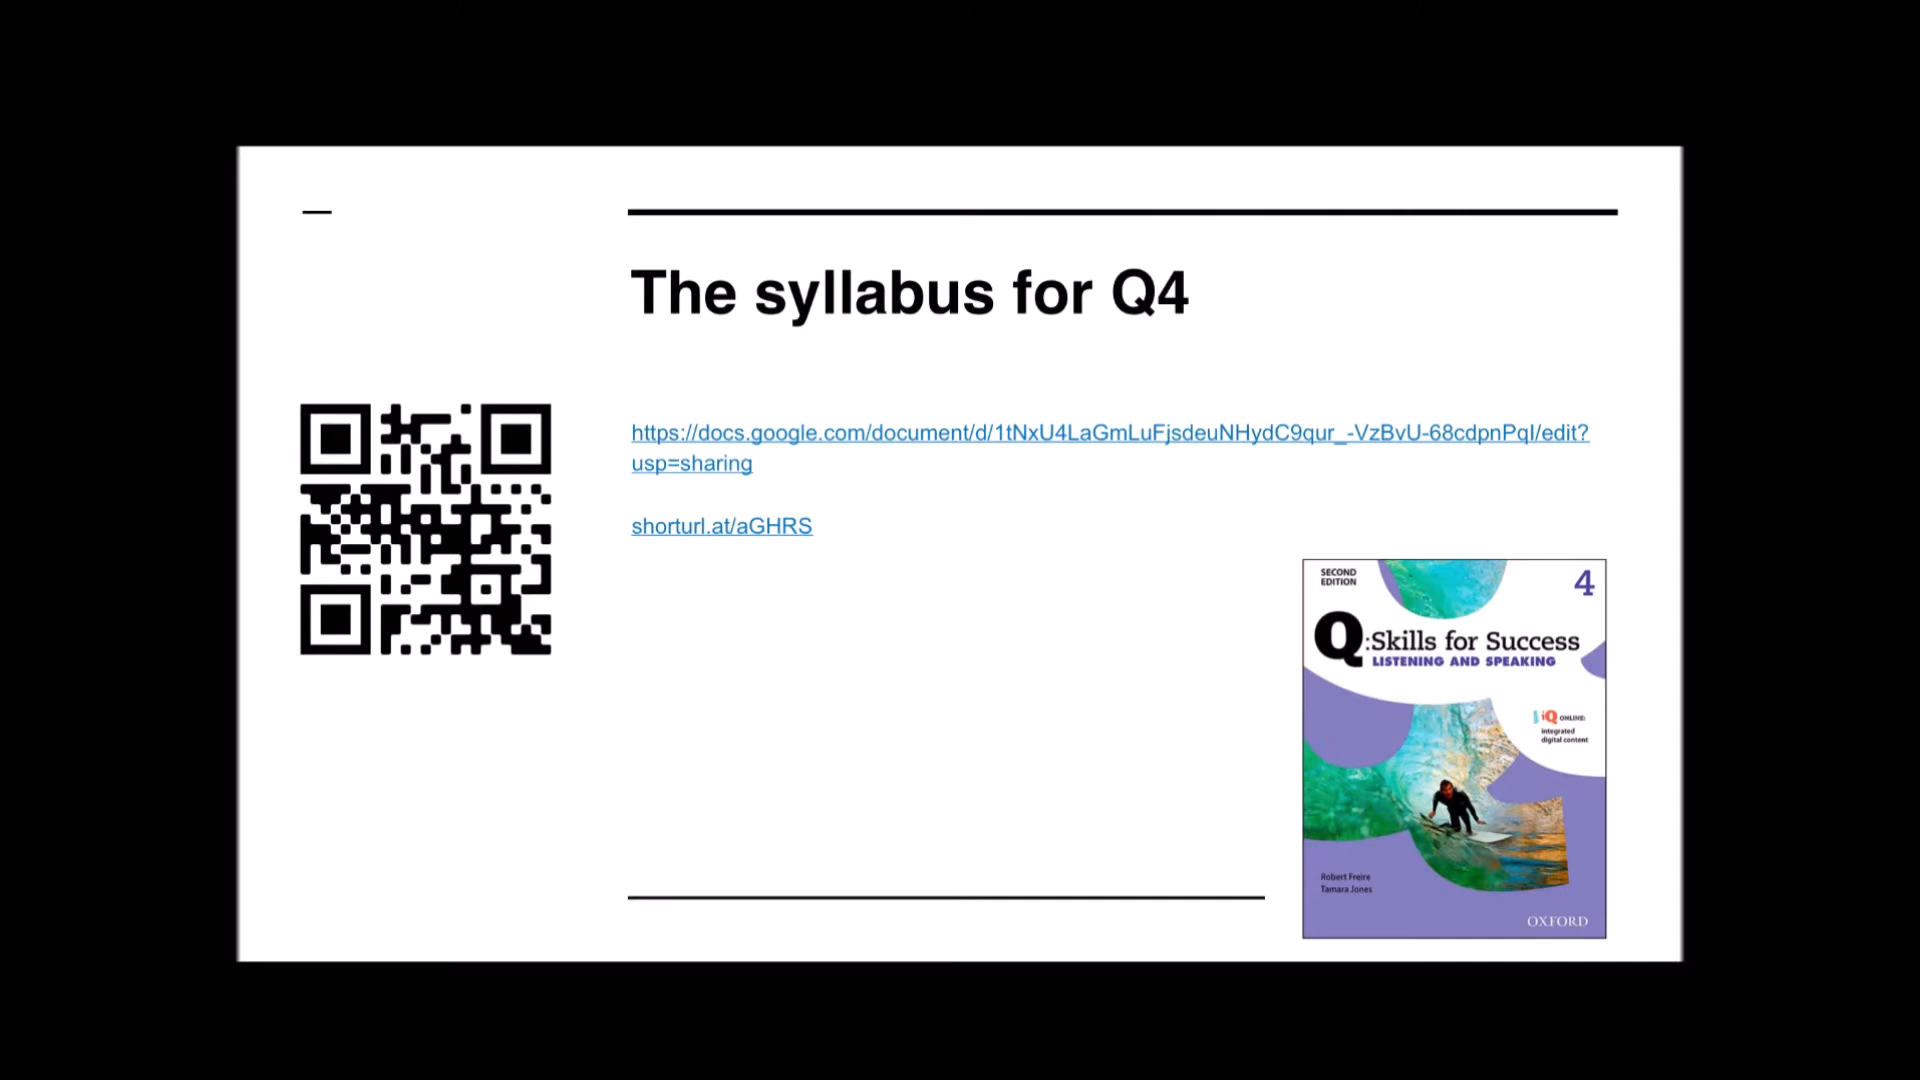 The syllabus for Q4
https://docs.google.com/document/d/1tNxU4LaGmLuFjsdeuNHydC9qur_-VzBvU-68cdpnPqI/edit?
usp=sharing
shorturl.at/aGHRS
SECOND
EDITION
4
Q:Skills for Success
LISTENING AND SPEAKING
iQ ONLINE:
integrated
digital content
Robert Freire
Tamara Jones
OXFORD